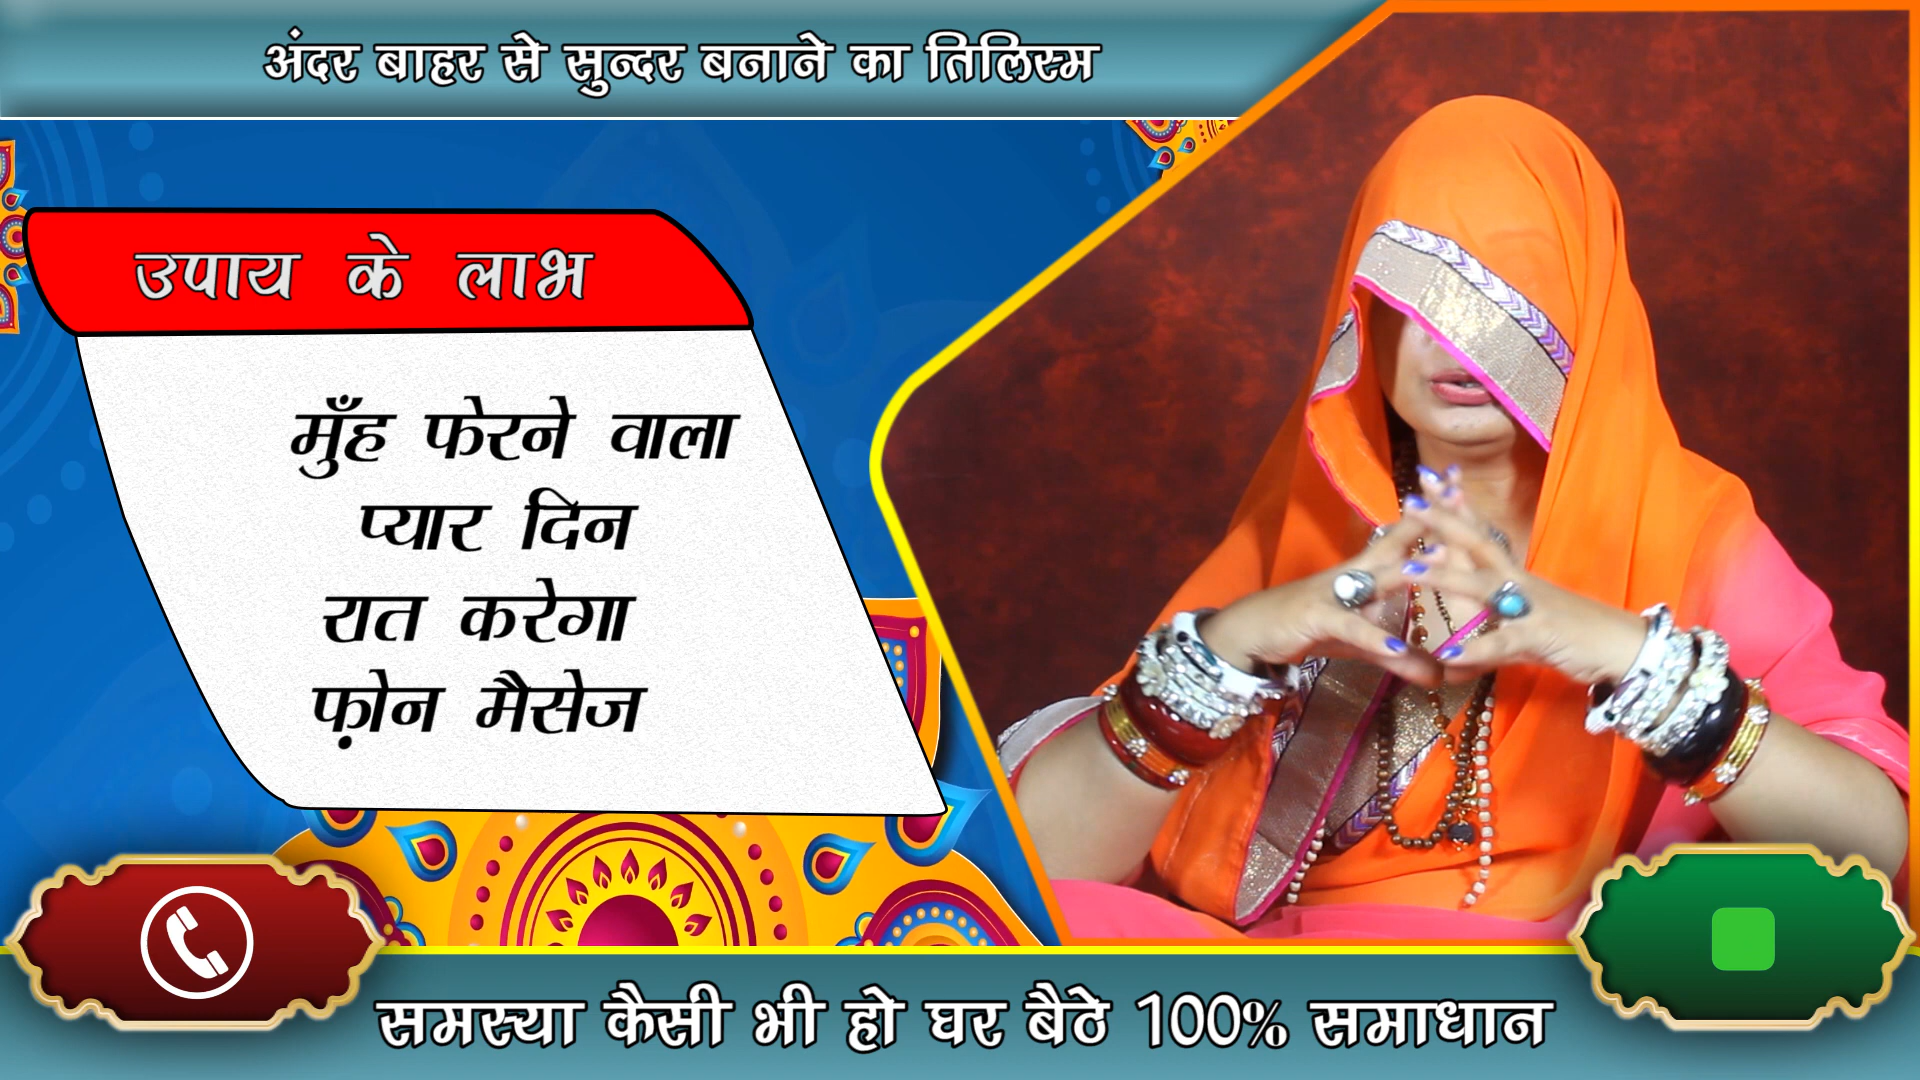 अंदर बाहर से सुन्दर बनाने का तिलिस्म
उपाय के लाभ
मुँह फेरने वाला
प्यार दिन
रात करेगा
फ़ोन मैसेज
समस्या कैसी भी हो घर बैठे 100% समाधान